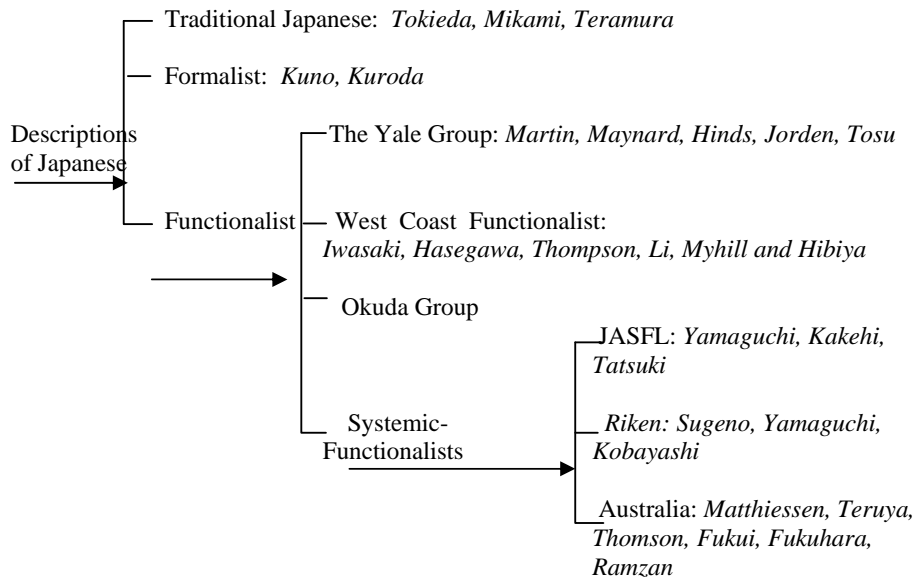 Traditional Japanese: Tokieda, Mikami, Teramura
Formalist: Kuno, Kuroda
Descriptions
of Japanese
The Yale Group: Martin, Maynard, Hinds, Jorden, Tosu
Functionalist
West Coast Functionalist:
Iwasaki, Hasegawa, Thompson, Li, Myhill and Hibiya
Okuda Group
JASFL: Yamaguchi, Kakehi,
Tatsuki
Systemic-
Functionalists
Riken: Sugeno, Yamaguchi,
Kobayashi
Australia: Matthiessen, Teruya,
Thomson, Fukui, Fukuhara,
Ramzan